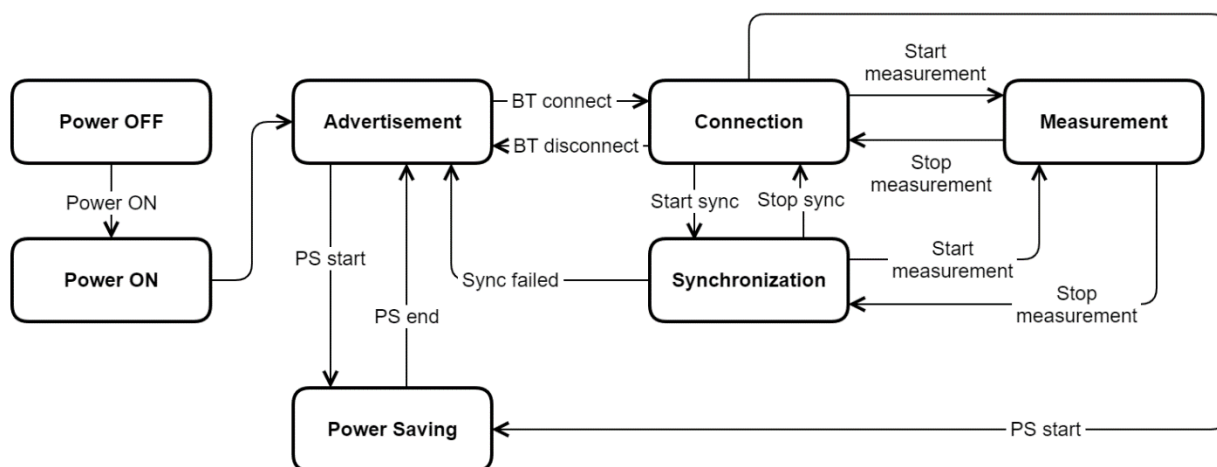 Start
measurement
Power OFF
Advertisement
BT connect
Connection
Measurement
BT disconnect
Stop
measurement
Power ON
Start sync
Stop sync
Power ON
PS start
Sync failed
Synchronization
Start
measurement
Stop
measurement
PS end
Power Saving
PS start